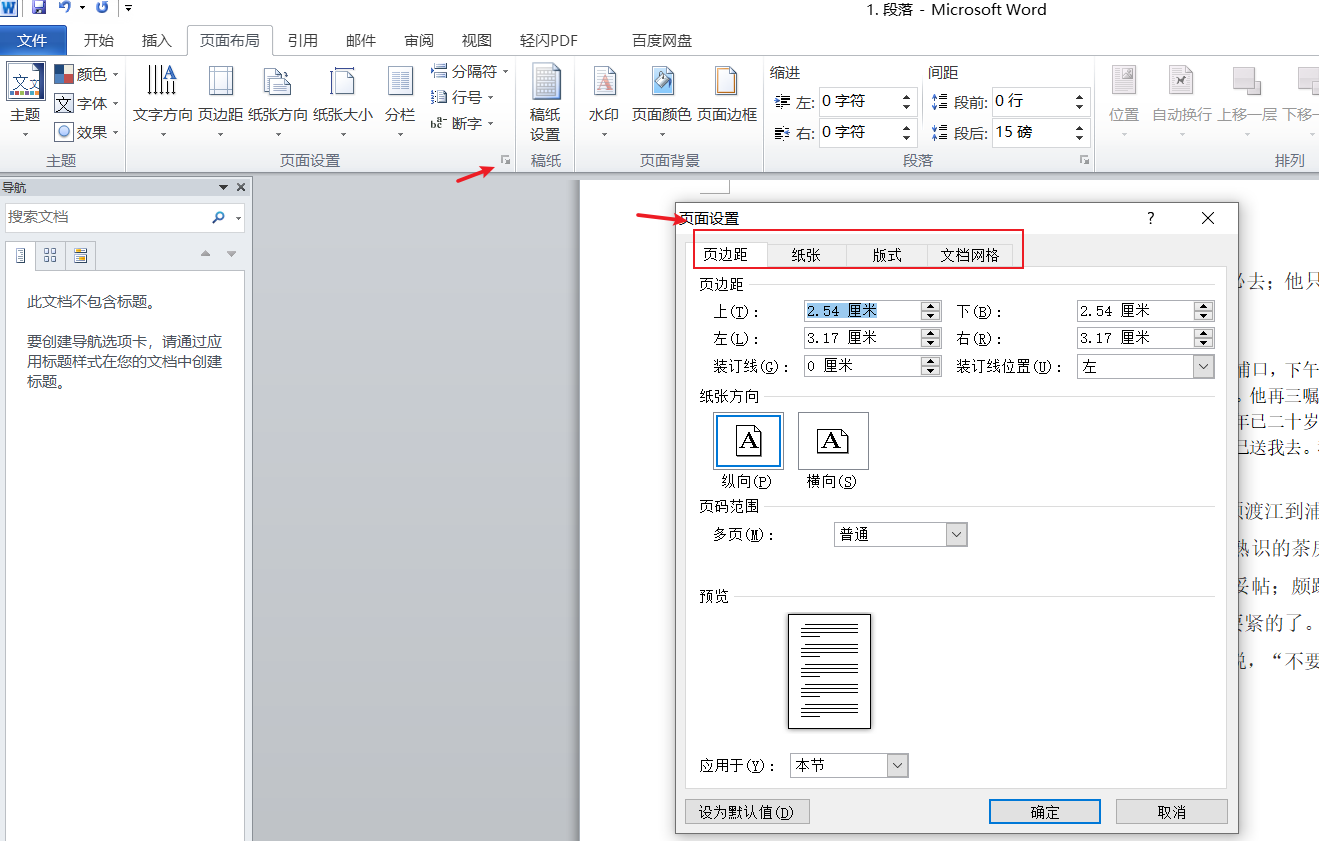 W
1. 段落 - Microsoft Word
文件 开始 插入 页面布局 引用 邮件 审阅 视图 轻闪PDF 百度网盘
文文 主题
颜色
文 字体
效果
主题
A 文字方向 页边距 纸张方向 纸张大小 分栏
分隔符
行号
bc 断字
页面设置
稿纸
设置
稿纸
A 水印 页面颜色 页面边框
页面背景
缩进 间距
左: 0 字符 段前: 0 行
右: 0 字符 段后: 15 磅
段落
位置 自动换行 上移一层 下移一
排列
导航
搜索文档
此文档不包含标题。
要创建导航选项卡，请通过应
用标题样式在您的文档中创建
标题。
页面设置 ?
页边距 纸张 版式 文档网格
页边距
上(T): 2.54 厘米 下(B): 2.54 厘米
左(L): 3.17 厘米 右(R): 3.17 厘米
装订线(G): 0 厘米 装订线位置(U): 左
纸张方向
A A
纵向(P) 横向(S)
页码范围
多页(M): 普通
预览
应用于(Y): 本节
设为默认值(D) 确定 取消
必去；他只
浦口，下午
。他再三嘱
年已二十岁
己送我去。
须渡江到浦
熟识的茶房
妥帖；颇踌
要紧的了。
说，“不要